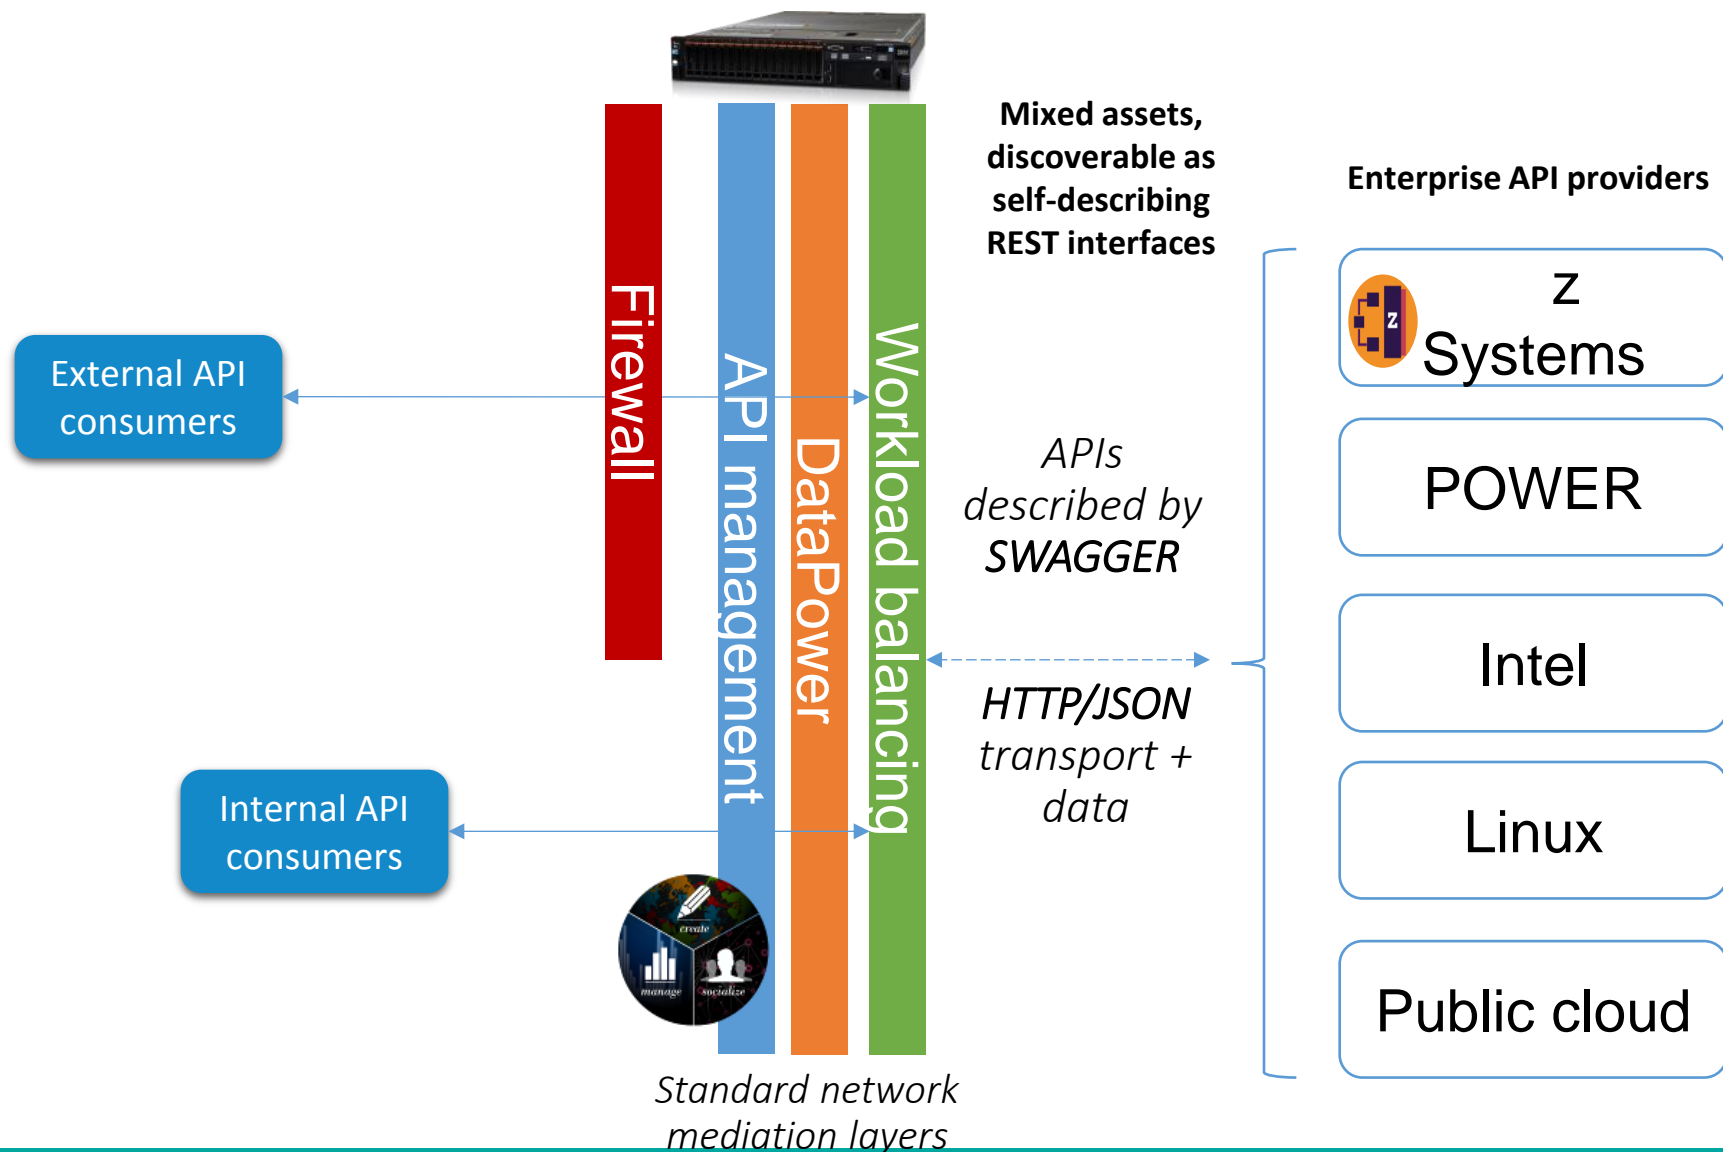 Mixed assets,
discoverable as
self-describing
REST interfaces
Enterprise API providers
External API
consumers
Internal API
consumers
Firewall
API management
DataPower
Workload balancing
APIs
described by
SWAGGER
HTTP/JSON
transport +
data
z
Systems
Z
POWER
Intel
Linux
Public cloud
create
manage
socialize
Standard network
mediation layers